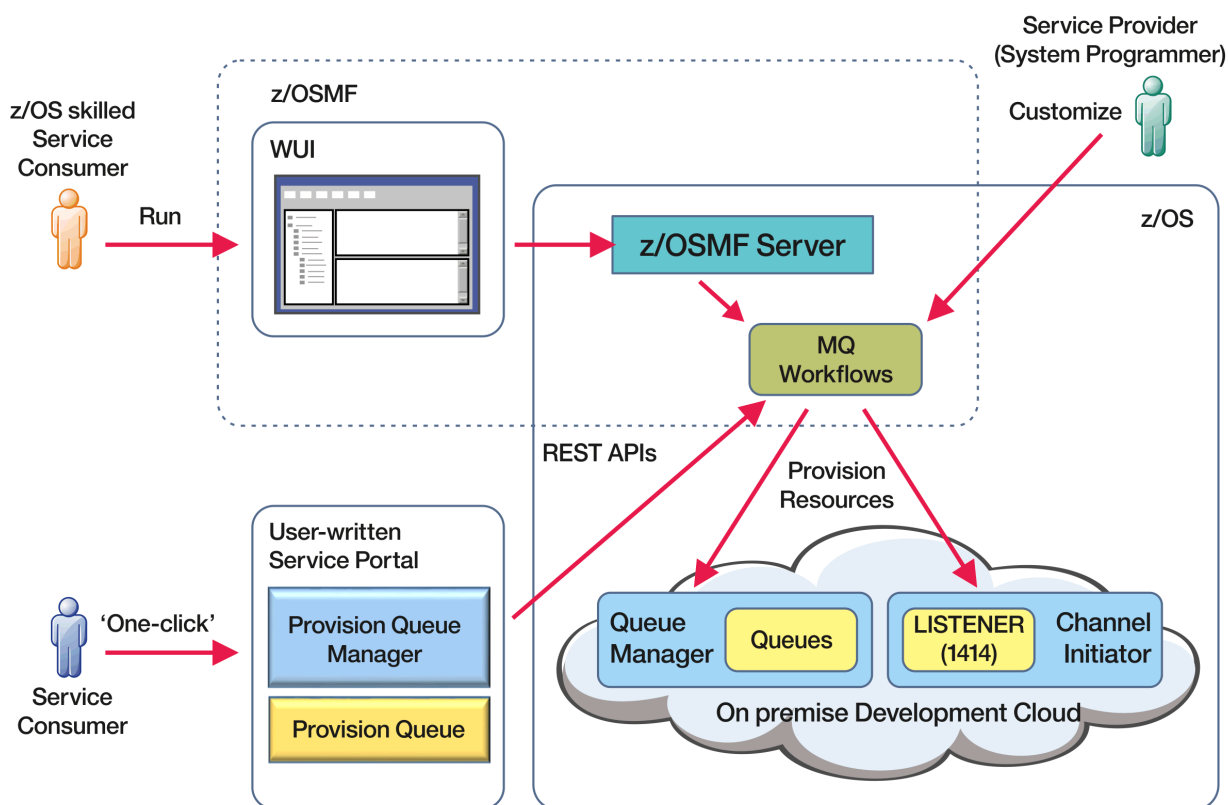 Service Provider
(System Programmer)
Customize
z/OSMF
z/OS skilled
Service
Consumer
Run
WUI
z/OS
z/OSMF Server
MQ
Workflows
REST APIs
Provision
Resources
User-written
Service Portal
Provision Queue
Manager
Provision Queue
'One-click'
Service
Consumer
Queue
Manager
Queues
LISTENER
(1414)
Channel
Initiator
On premise Development Cloud